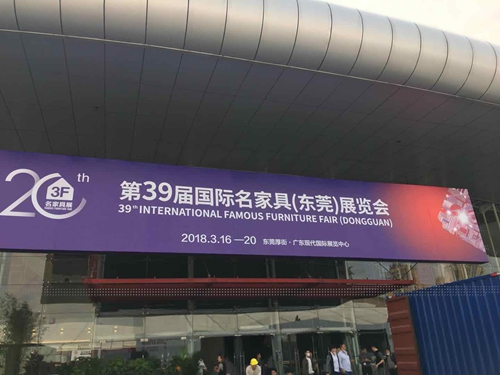 20th
3F
名家具展
第39届国际名家具(东莞)展览会
39th INTERNATIONAL FAMOUS FURNITURE FAIR (DONGGUAN)
2018.3.16—20 东莞厚街·广东现代国际展览中心